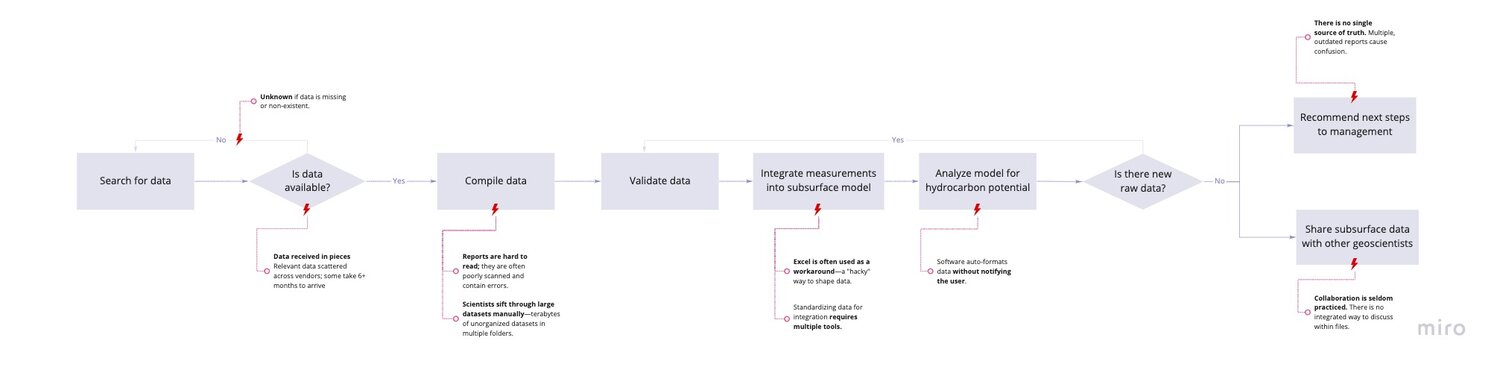 There is no single
source of truth. Multiple,
outdated reports cause
confusion.
Unknown if data is missing
or non-existent.
Recommend next steps
to management
No
Yes
Search for data
Is data
available?
Yes
Compile data
Validate data
Integrate measurements
into subsurface model
Analyze model for
hydrocarbon potential
Is there new
raw data?
No
Share subsurface data
with other geoscientists
Data received in pieces
Relevant data scattered
across vendors; some take 6+
months to arrive
Reports are hard to
read; they are often
poorly scanned and
contain errors.
Scientists sift through large
datasets manually—terabytes
of unorganized datasets in
multiple folders.
Excel is often used as a
workaround—a "hacky"
way to shape data.
Standardizing data for
integration requires
multiple tools.
Software auto-formats
data without notifying
the user.
Collaboration is seldom
practiced. There is no
integrated way to discuss
within files.
miro